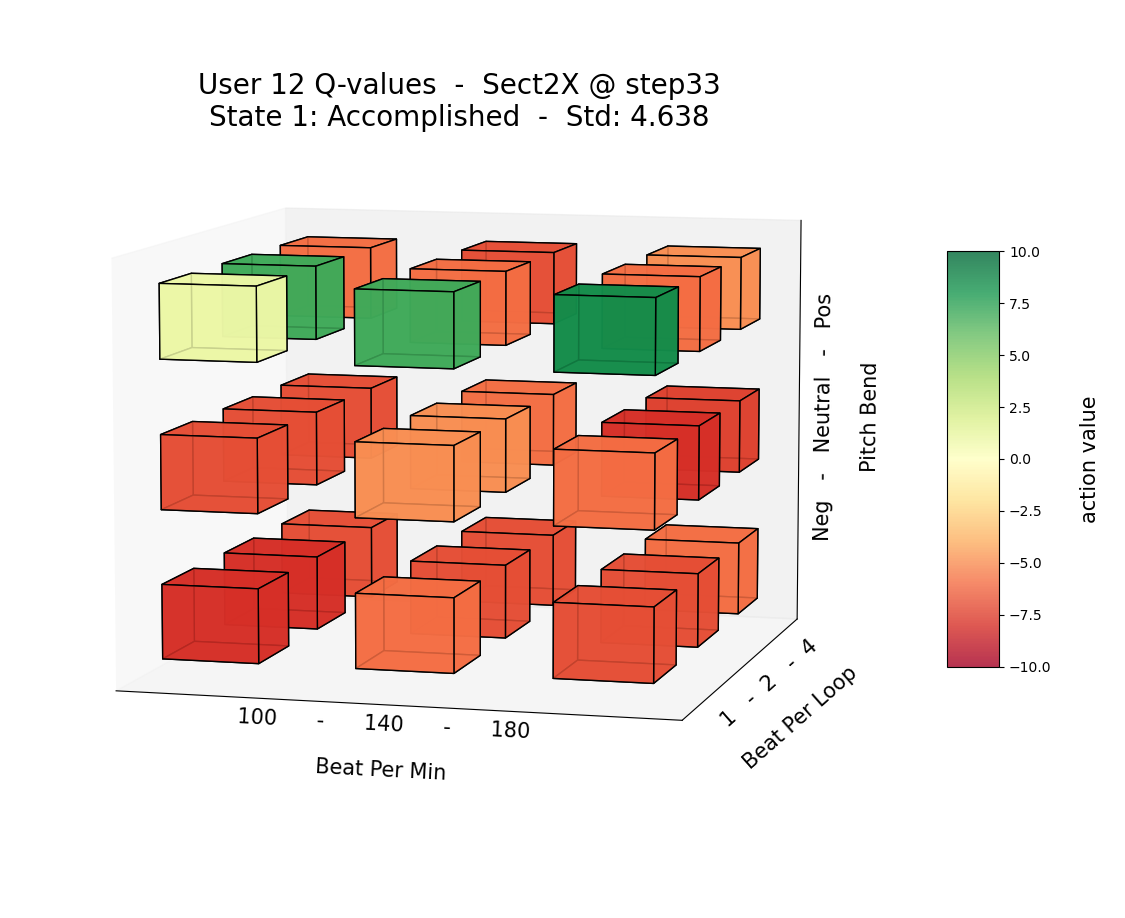 User 12 Q-values  -  Sect2X @ step33
State 1: Accomplished  -  Std: 4.638
Neg   -   Neutral   -   Pos
Pitch Bend
10.0
7.5
5.0
2.5
0.0
−2.5
−5.0
−7.5
−10.0
action value
1  -  2  -  4
Beat Per Loop
100      -      140      -      180
Beat Per Min